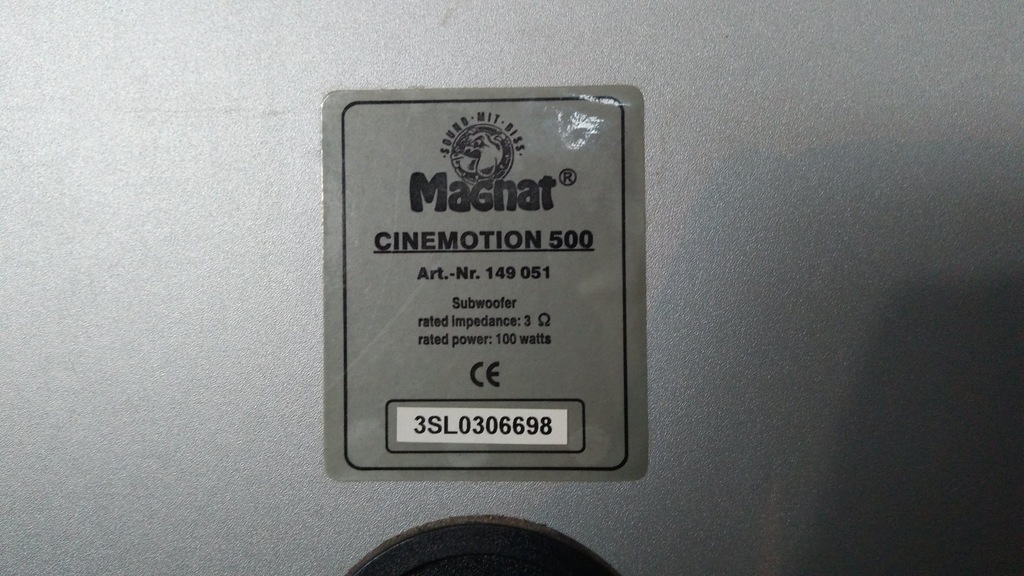 ·SOUND·MIT·BISS·
Magnat®
CINEMOTION 500
Art.-Nr. 149 051
Subwoofer
rated impedance: 3 Ω
rated power: 100 watts
CE
3SL0306698